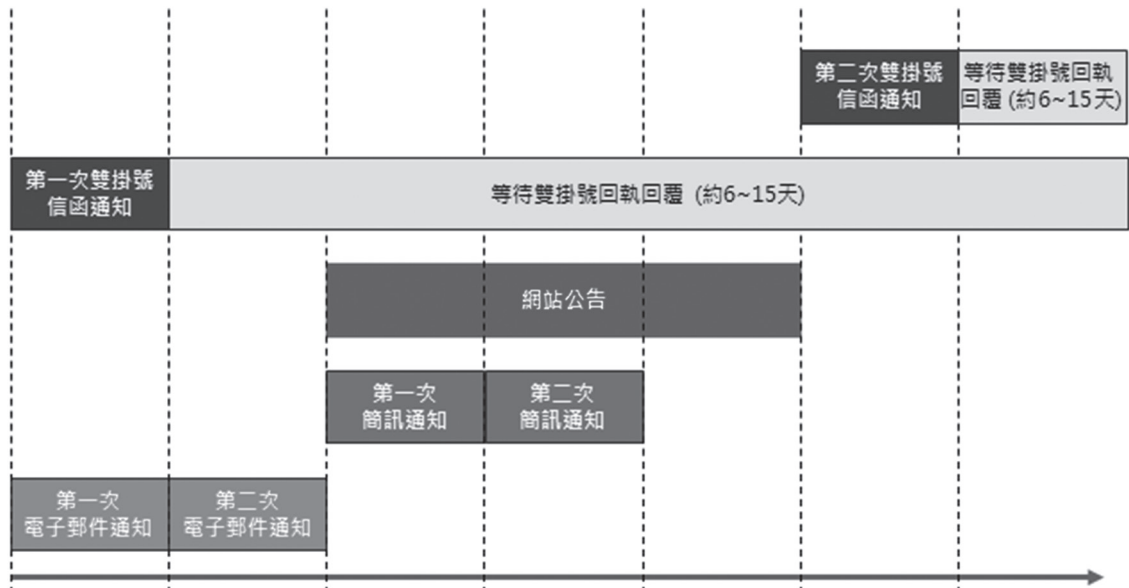 第二次雙掛號
信函通知
等待雙掛號回執
回覆 (約6~15天)
第一次雙掛號
信函通知
等待雙掛號回執回覆 (約6~15天)
網站公告
第一次
簡訊通知
第二次
簡訊通知
第一次
電子郵件通知
第二次
電子郵件通知